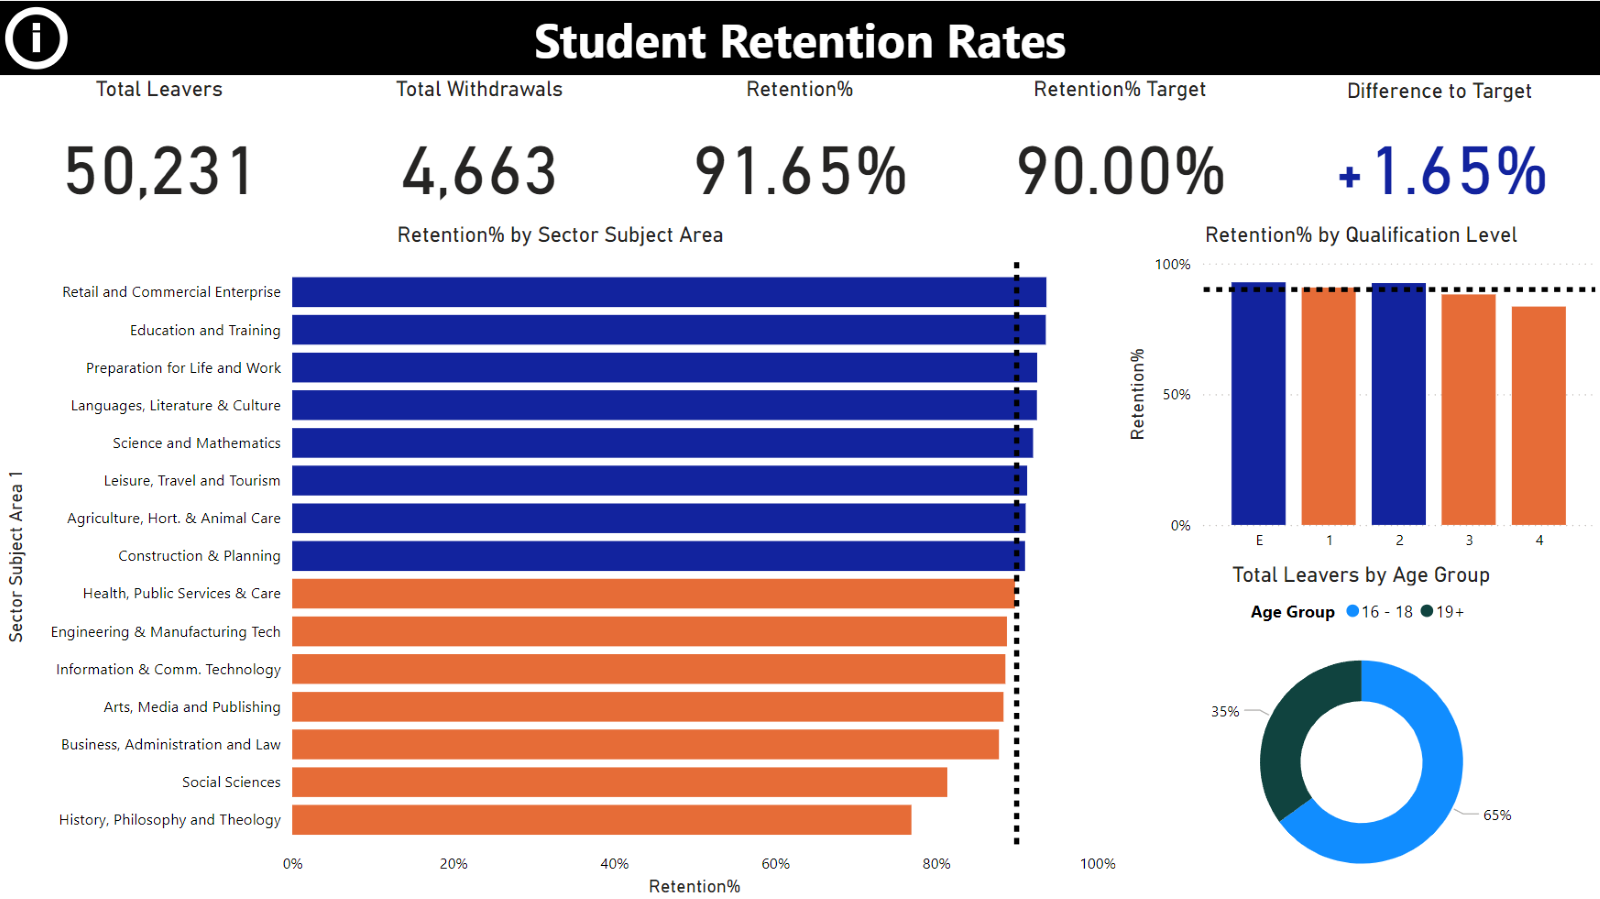 i
Student Retention Rates
Total Leavers
Total Withdrawals
Retention%
Retention% Target
Difference to Target
50,231
4,663
91.65%
90.00%
+1.65%
Retention% by Sector Subject Area
Sector Subject Area 1
Retail and Commercial Enterprise
Education and Training
Preparation for Life and Work
Languages, Literature & Culture
Science and Mathematics
Leisure, Travel and Tourism
Agriculture, Hort. & Animal Care
Construction & Planning
Health, Public Services & Care
Engineering & Manufacturing Tech
Information & Comm. Technology
Arts, Media and Publishing
Business, Administration and Law
Social Sciences
History, Philosophy and Theology
0%
20%
40%
60%
80%
100%
Retention%
Retention% by Qualification Level
Retention%
100%
50%
0%
E
1
2
3
4
Total Leavers by Age Group
Age Group 16 - 18 19+
35%
65%